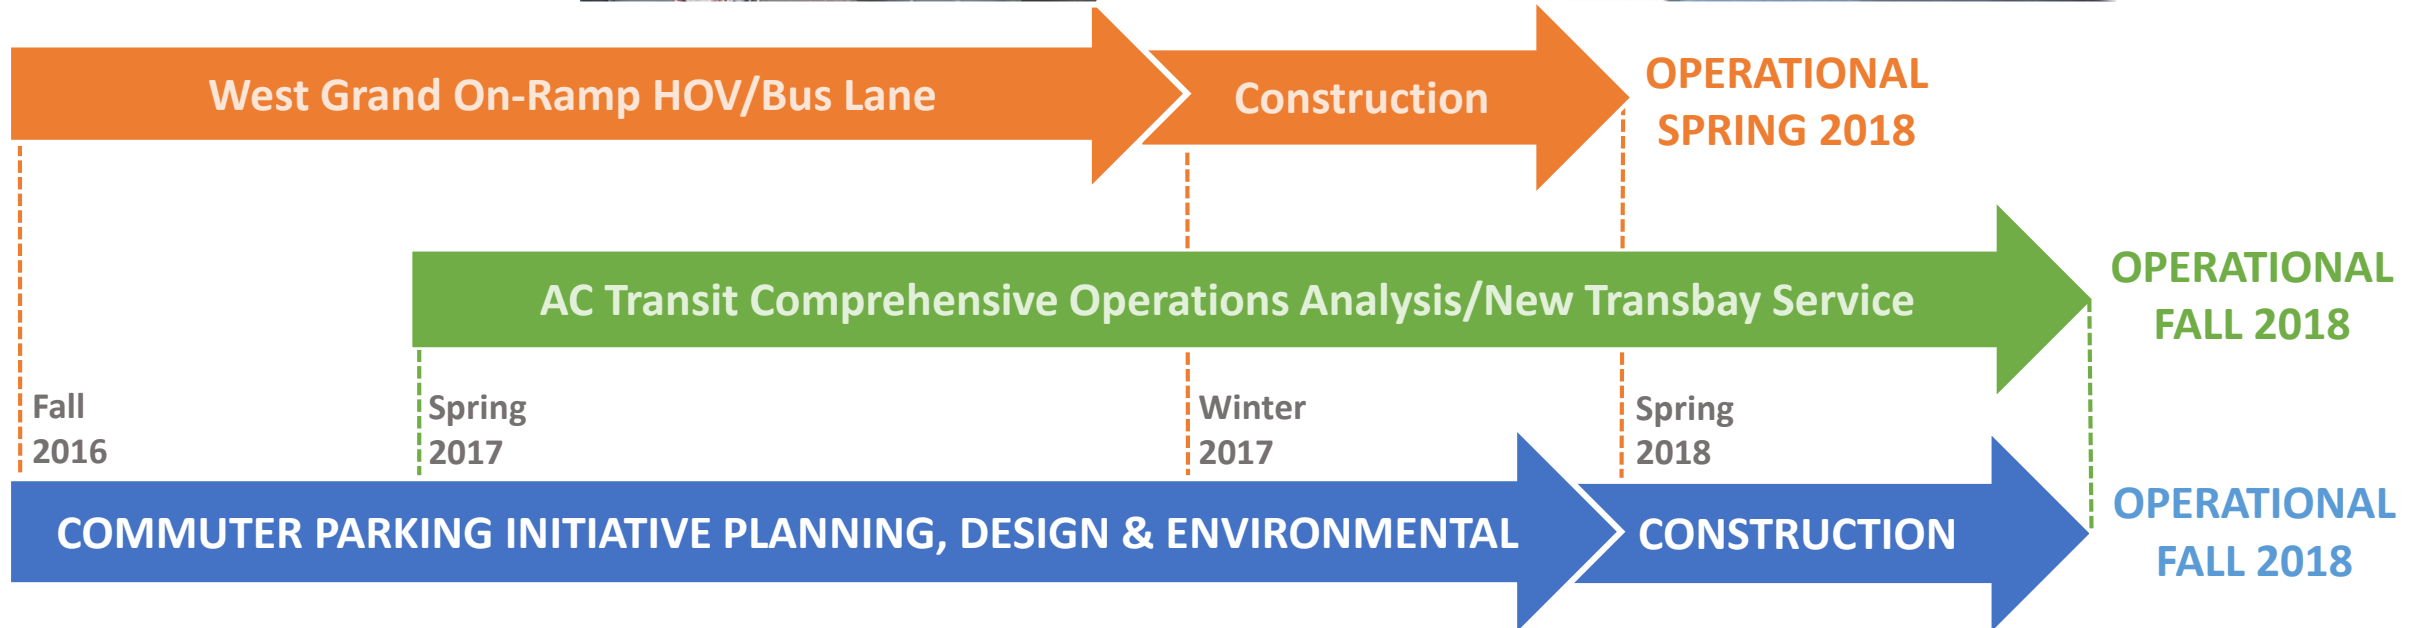 West Grand On-Ramp HOV/Bus Lane
Construction
OPERATIONAL
SPRING 2018
AC Transit Comprehensive Operations Analysis/New Transbay Service
OPERATIONAL
FALL 2018
Fall
2016
Spring
2017
Winter
2017
Spring
2018
COMMUTER PARKING INITIATIVE PLANNING, DESIGN & ENVIRONMENTAL
CONSTRUCTION
OPERATIONAL
FALL 2018